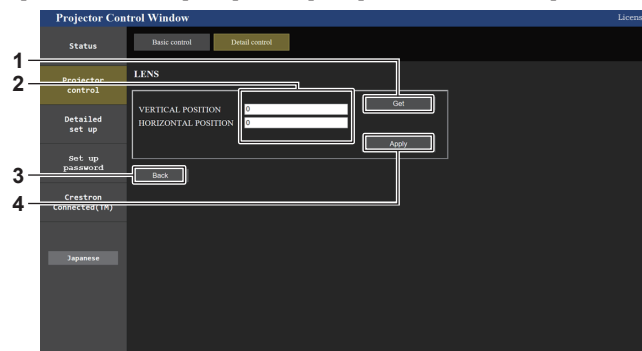 Projector Control Window
Licens
Status
Basic control
Detail control
1
2
Projector
control
LENS
VERTICAL POSITION
0
Get
HORIZONTAL POSITION
0
Detailed
set up
Apply
Set up
password
3
Back
4
Crestron
Connected(TM)
Japanese